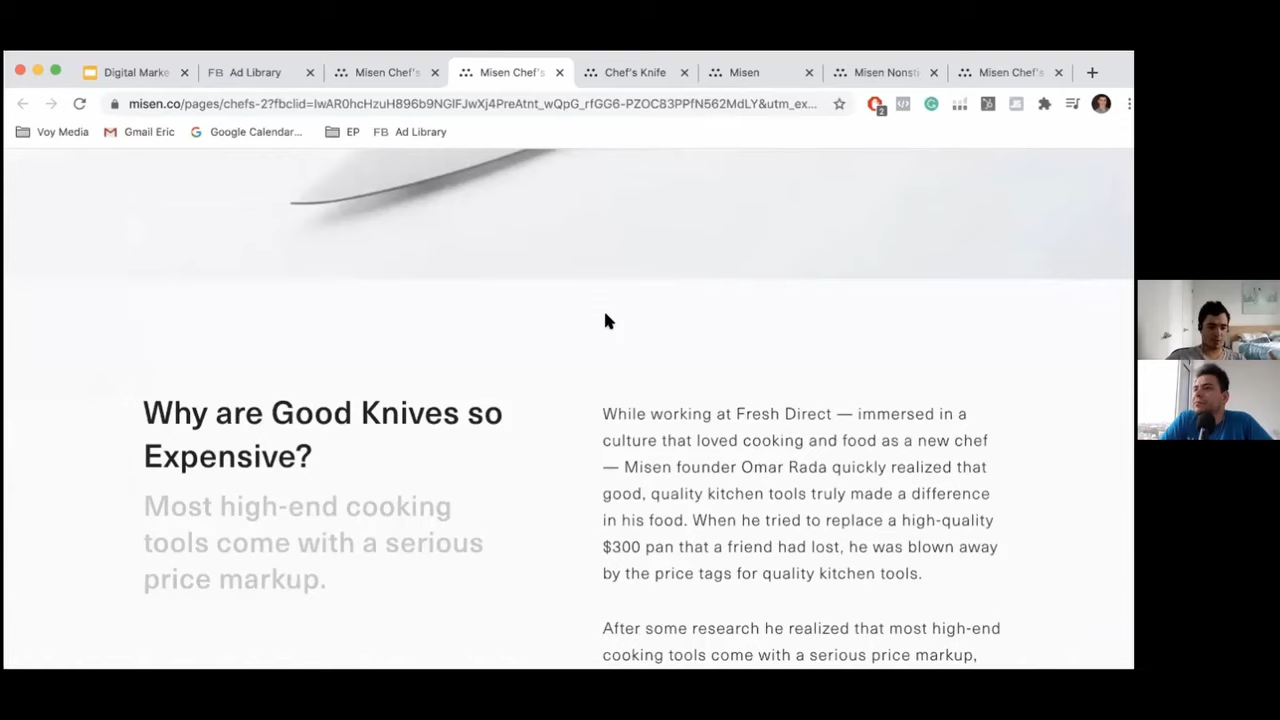 Digital Marke
FB Ad Library
Misen Chef's
Misen Chef's
Chef's Knife
Misen
Misen Nonsti
Misen Chef's
misen.co/pages/chefs-2?fbclid=IwAR0hcHzuH896b9NGIFJwXj4PreAtnt_wQpG_rfGG6-PZOC83PPfN562MdLY&utm_ex...
2
Voy Media
Gmail Eric
Google Calendar...
EP
FB Ad Library
Why are Good Knives so
Expensive?
Most high-end cooking
tools come with a serious
price markup.
While working at Fresh Direct — immersed in a
culture that loved cooking and food as a new chef
— Misen founder Omar Rada quickly realized that
good, quality kitchen tools truly made a difference
in his food. When he tried to replace a high-quality
$300 pan that a friend had lost, he was blown away
by the price tags for quality kitchen tools.
After some research he realized that most high-end
cooking tools come with a serious price markup,